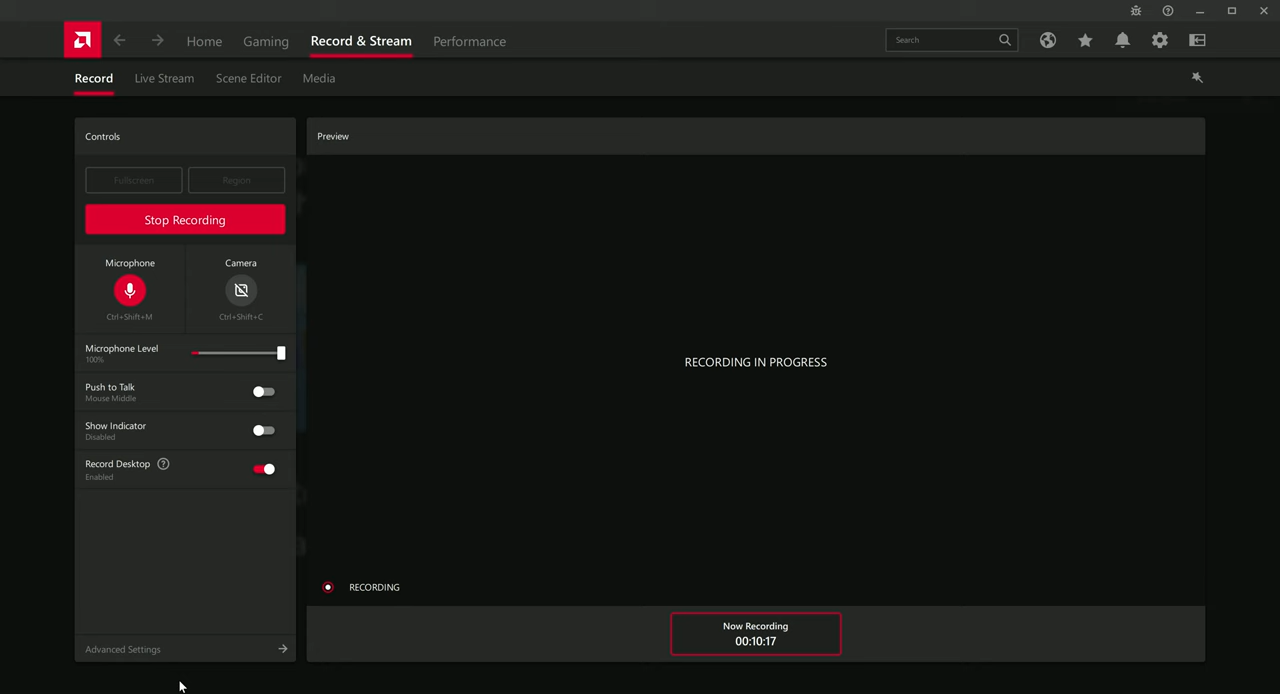 Home
Gaming
Record & Stream
Performance
Search
Record
Live Stream
Scene Editor
Media
Controls
Fullscreen
Region
Stop Recording
Microphone
Camera
Ctrl+Shift+M
Ctrl+Shift+C
Microphone Level
100%
Push to Talk
Mouse Middle
Show Indicator
Disabled
Record Desktop
Enabled
Advanced Settings
Preview
RECORDING IN PROGRESS
RECORDING
Now Recording
00:10:17